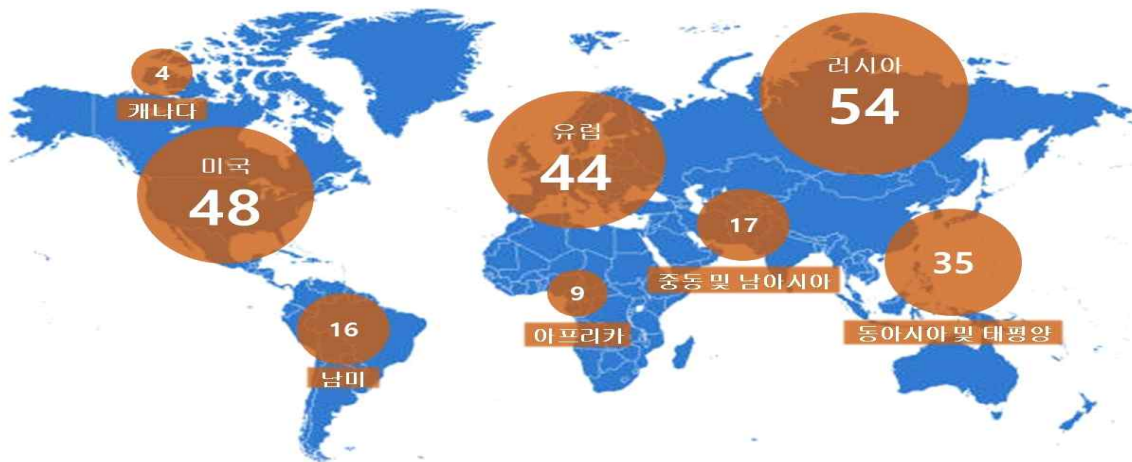 4
캐나다
미국
48
16
남미
유럽
44
9
아프리카
러시아
54
17
중동 및 남아시아
35
동아시아 및 태평양